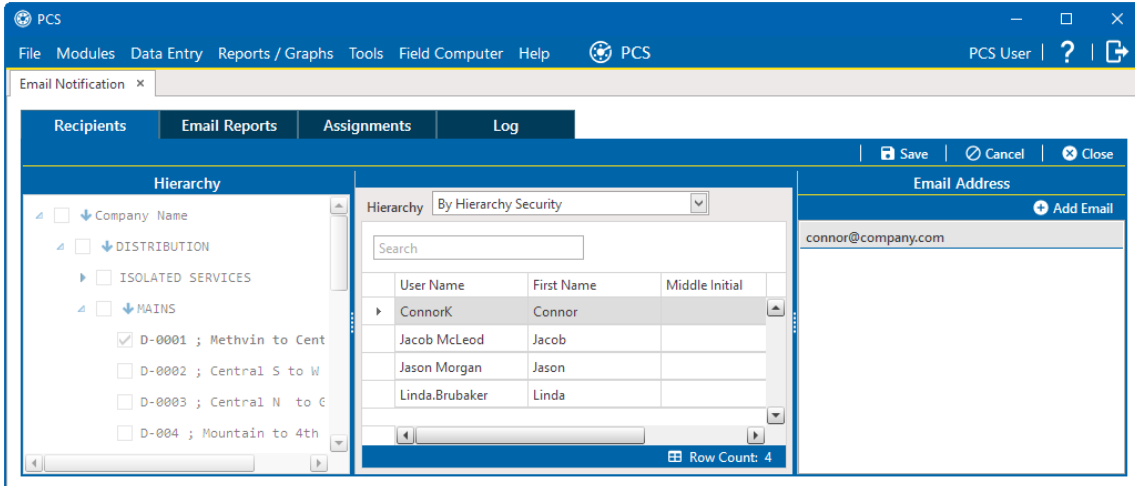 PCS
File Modules Data Entry Reports / Graphs Tools Field Computer Help PCS PCS User | ? |
Email Notification ×
Recipients Email Reports Assignments Log
Save Cancel Close
Hierarchy
Company Name
DISTRIBUTION
ISOLATED SERVICES
MAINS
D-0001 ; Methvin to Cent
D-0002 ; Central S to W
D-0003 ; Central N to G
D-004 ; Mountain to 4th
Hierarchy By Hierarchy Security
Search
User Name First Name Middle Initial
ConnorK Connor
Jacob McLeod Jacob
Jason Morgan Jason
Linda.Brubaker Linda
Row Count: 4
Email Address
Add Email
connor@company.com